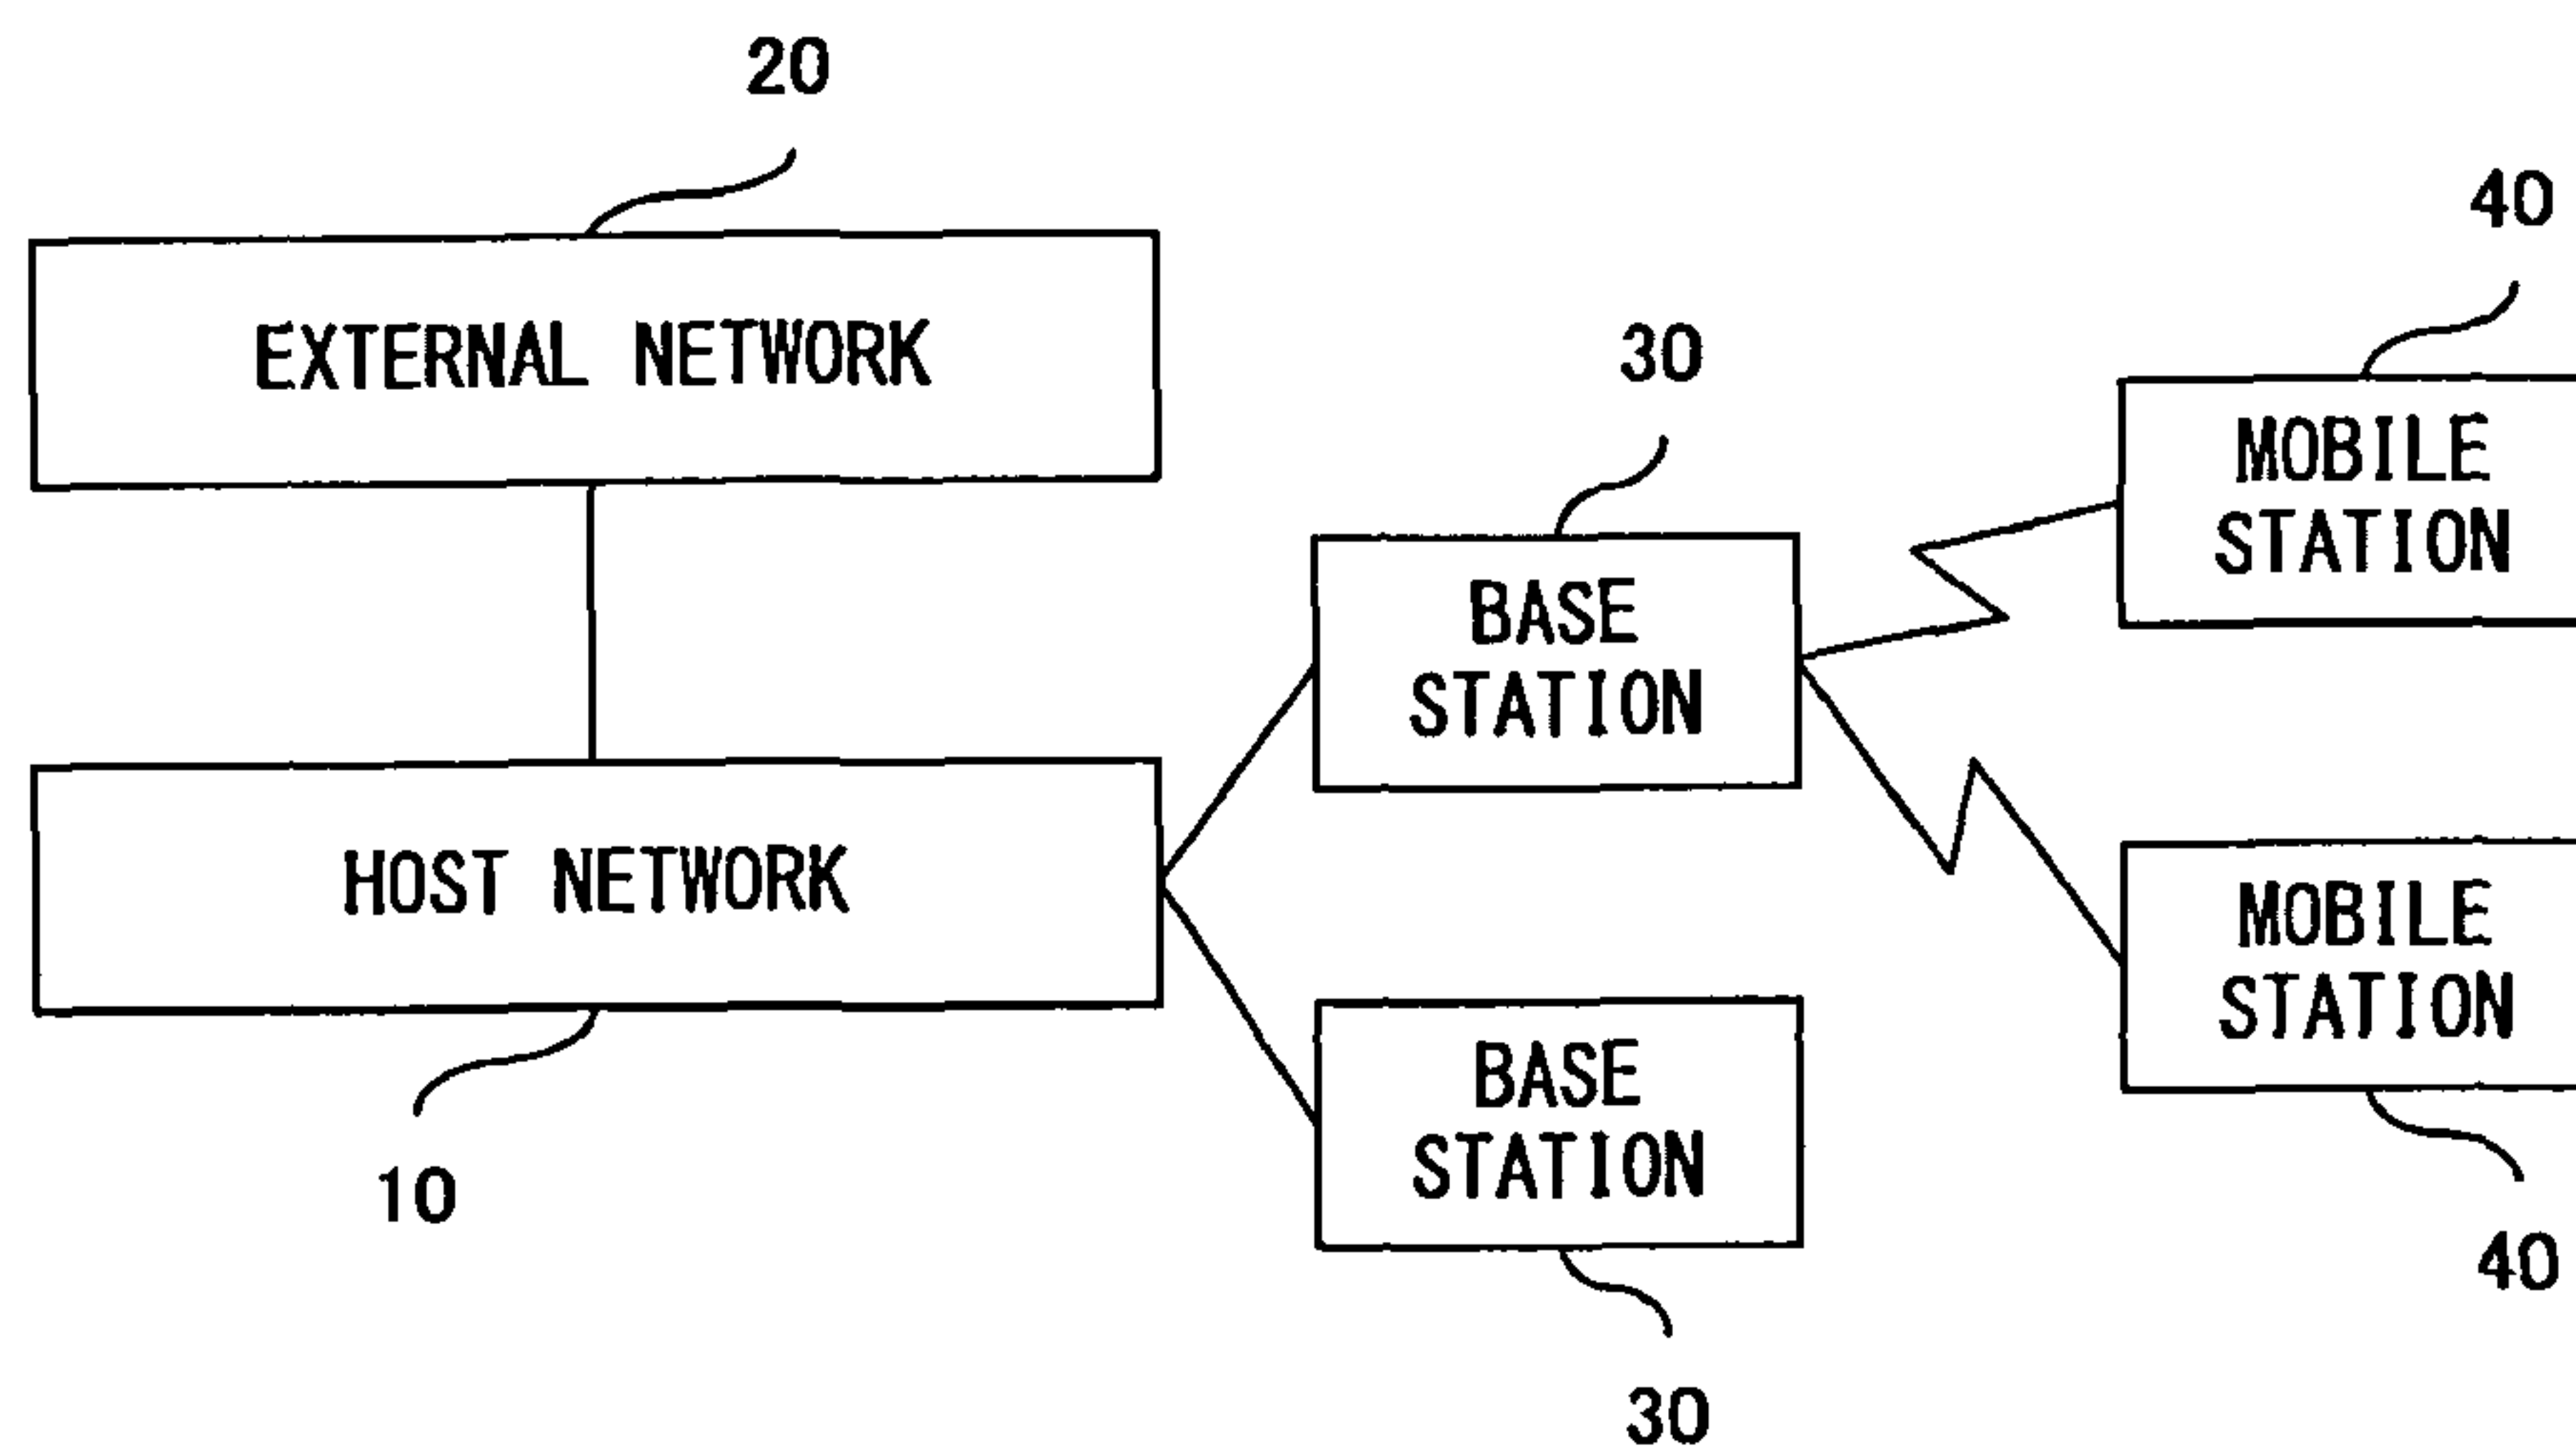 20
EXTERNAL NETWORK
HOST NETWORK
10
30
BASE
STATION
BASE
STATION
30
40
MOBILE
STATION
MOBILE
STATION
40